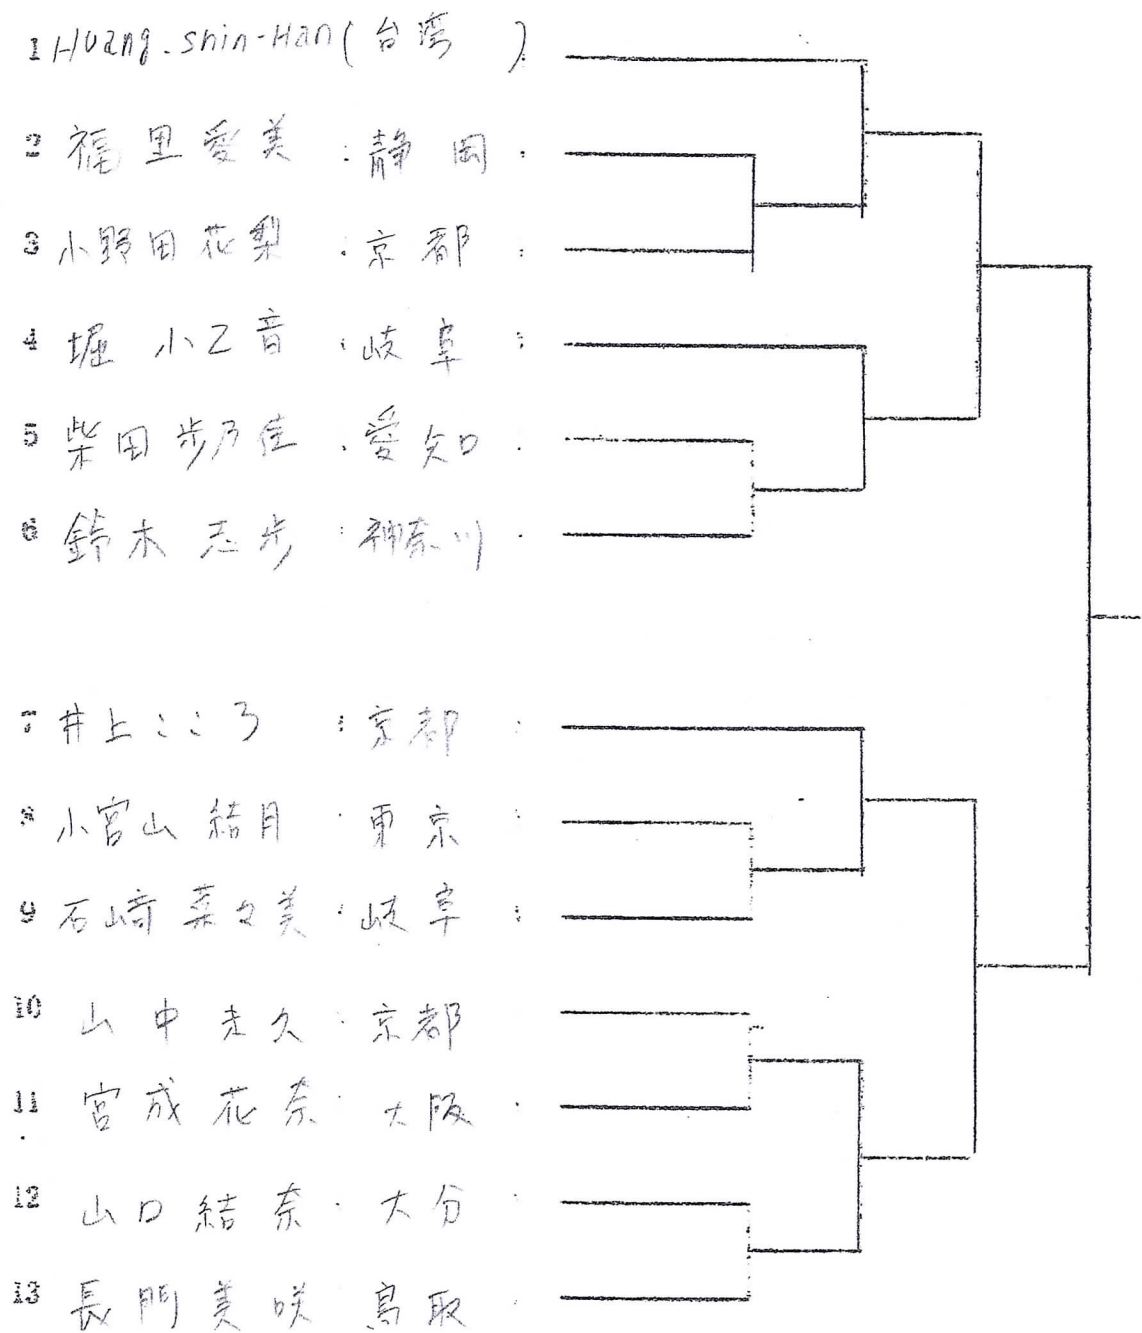 1 Huang. shin-Han (台湾 )
2 福里愛美 静岡
3 小野田花梨 京都
4 堀 小乙音 岐阜
5 柴田歩乃佳 愛知
6 鈴木 志歩 神奈川
7 井上こころ 京都
8 小宮山 結月 東京
9 石崎 菜々美 岐阜
10 山中 未久 京都
11 宮成花奈 大阪
12 山口結奈 大分
13 長門美咲 鳥取